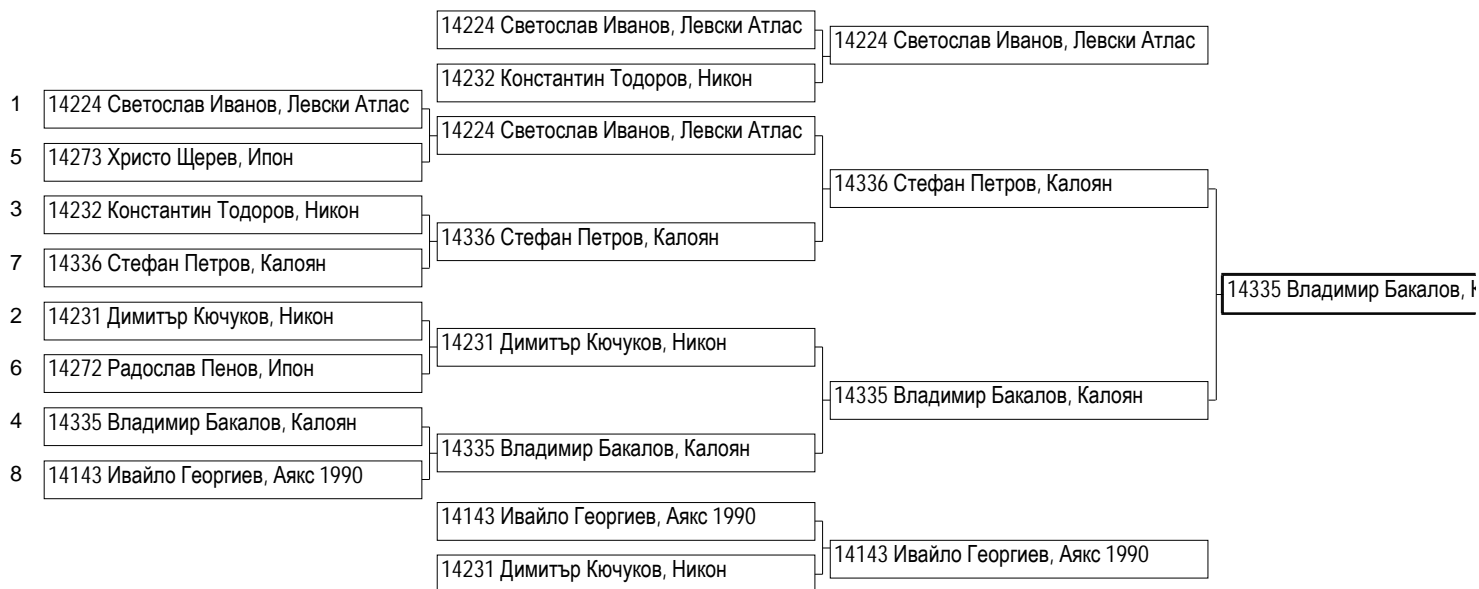 14224 Светослав Иванов, Левски Атлас
14232 Константин Тодоров, Никон
14224 Светослав Иванов, Левски Атлас
1 14224 Светослав Иванов, Левски Атлас
5 14273 Христо Щерев, Ипон
3 14232 Константин Тодоров, Никон
7 14336 Стефан Петров, Калоян
2 14231 Димитър Кючуков, Никон
6 14272 Радослав Пенов, Ипон
4 14335 Владимир Бакалов, Калоян
8 14143 Ивайло Георгиев, Аякс 1990
14224 Светослав Иванов, Левски Атлас
14336 Стефан Петров, Калоян
14231 Димитър Кючуков, Никон
14335 Владимир Бакалов, Калоян
14336 Стефан Петров, Калоян
14335 Владимир Бакалов, Калоян
14335 Владимир Бакалов,
14143 Ивайло Георгиев, Аякс 1990
14231 Димитър Кючуков, Никон
14143 Ивайло Георгиев, Аякс 1990